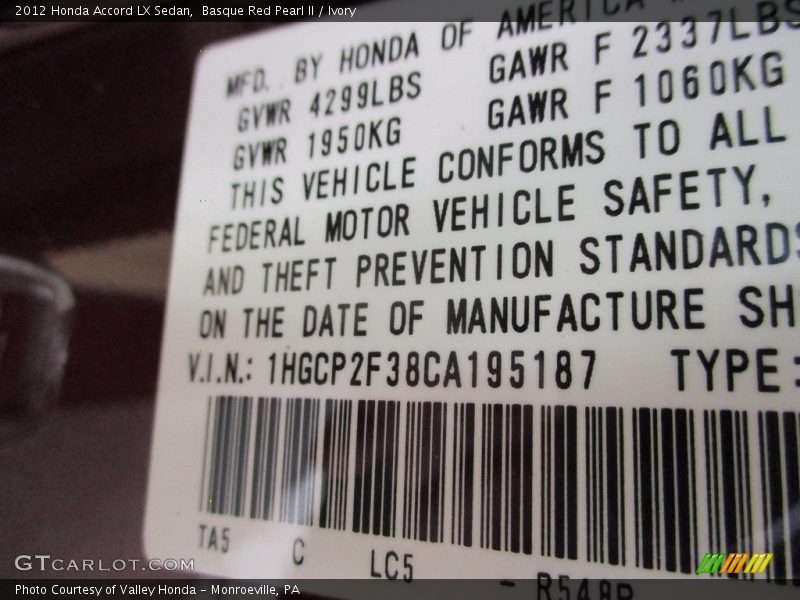 2012 Honda Accord LX Sedan, Basque Red Pearl II / Ivory
MFD. BY HONDA OF AMERICA
GVWR 4299LBS GAWR F 2337LBS
GVWR 1950KG GAWR F 1060KG
THIS VEHICLE CONFORMS TO ALL
FEDERAL MOTOR VEHICLE SAFETY,
AND THEFT PREVENTION STANDARDS
ON THE DATE OF MANUFACTURE SH
V.I.N.: 1HGCP2F38CA195187 TYPE:
TA5 C LC5 - R548P
GTCARLOT.COM
Photo Courtesy of Valley Honda - Monroeville, PA